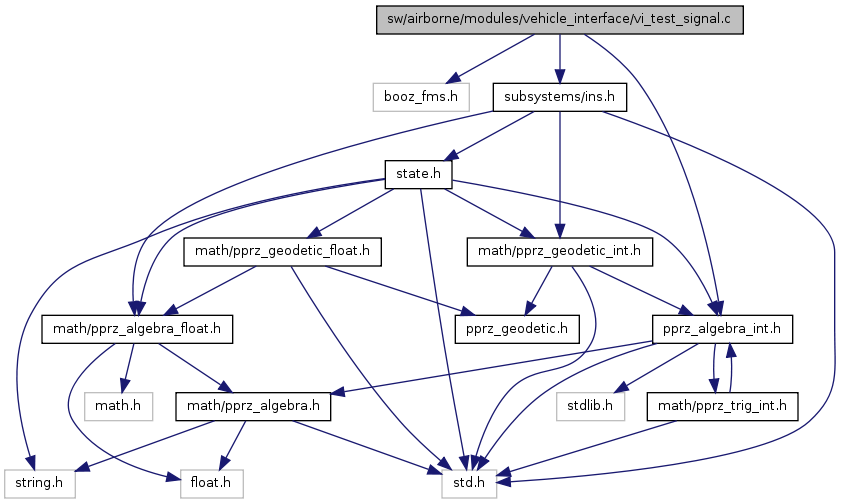 sw/airborne/modules/vehicle_interface/vi_test_signal.c
booz_fms.h
subsystems/ins.h
state.h
math/pprz_geodetic_float.h
math/pprz_geodetic_int.h
math/pprz_algebra_float.h
pprz_geodetic.h
pprz_algebra_int.h
math.h
math/pprz_algebra.h
stdlib.h
math/pprz_trig_int.h
string.h
float.h
std.h